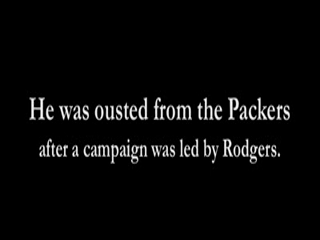 He was ousted from the Packers
after a campaign was led by Rodgers.